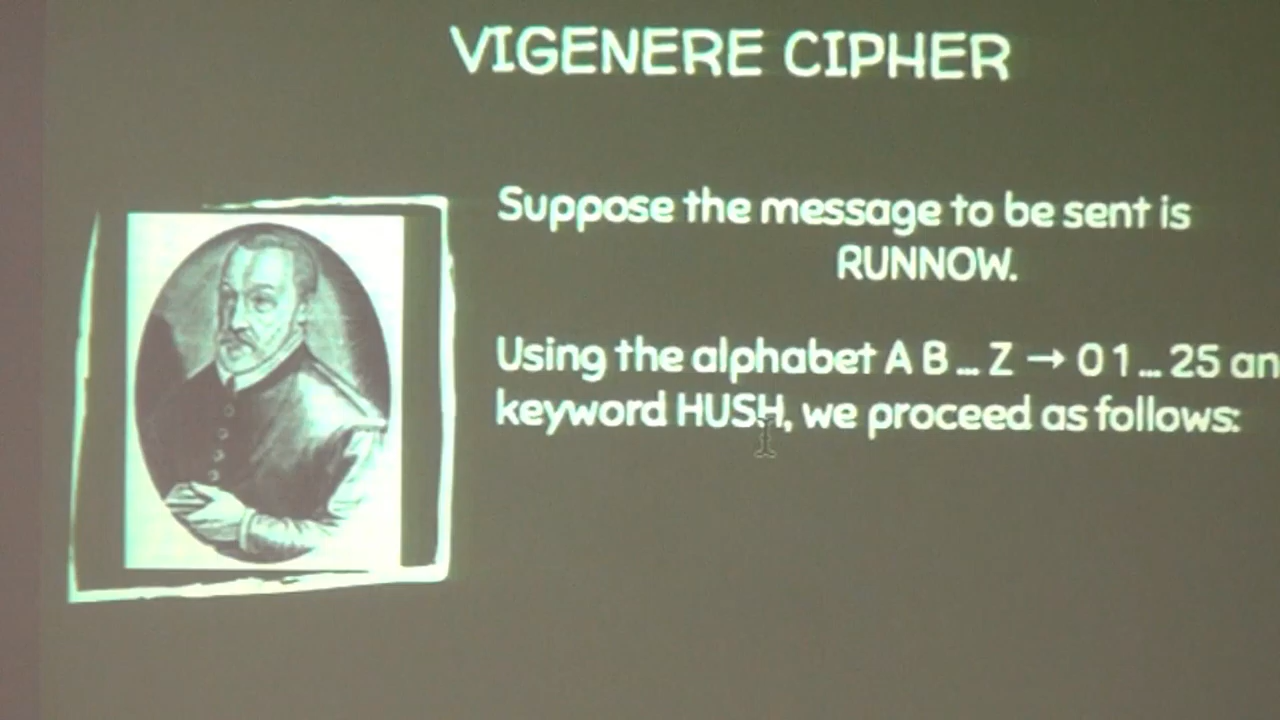 VIGENERE CIPHER
Suppose the message to be sent is
RUNNOW.
Using the alphabet A B ... Z → 0 1 ... 25 an
keyword HUSH, we proceed as follows: